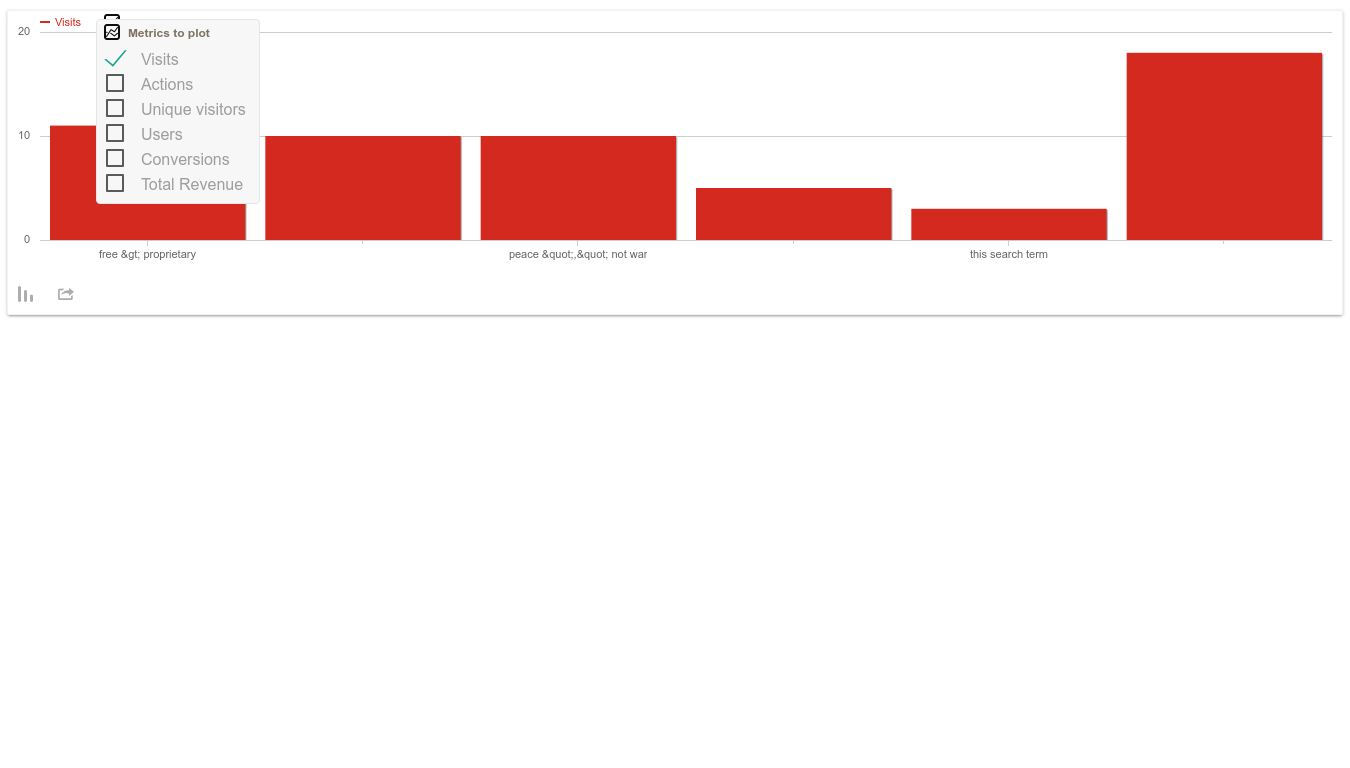 Visits
Metrics to plot
Visits
Actions
Unique visitors
Users
Conversions
Total Revenue
20
10
0
free &gt; proprietary
peace &quot;,&quot; not war
this search term